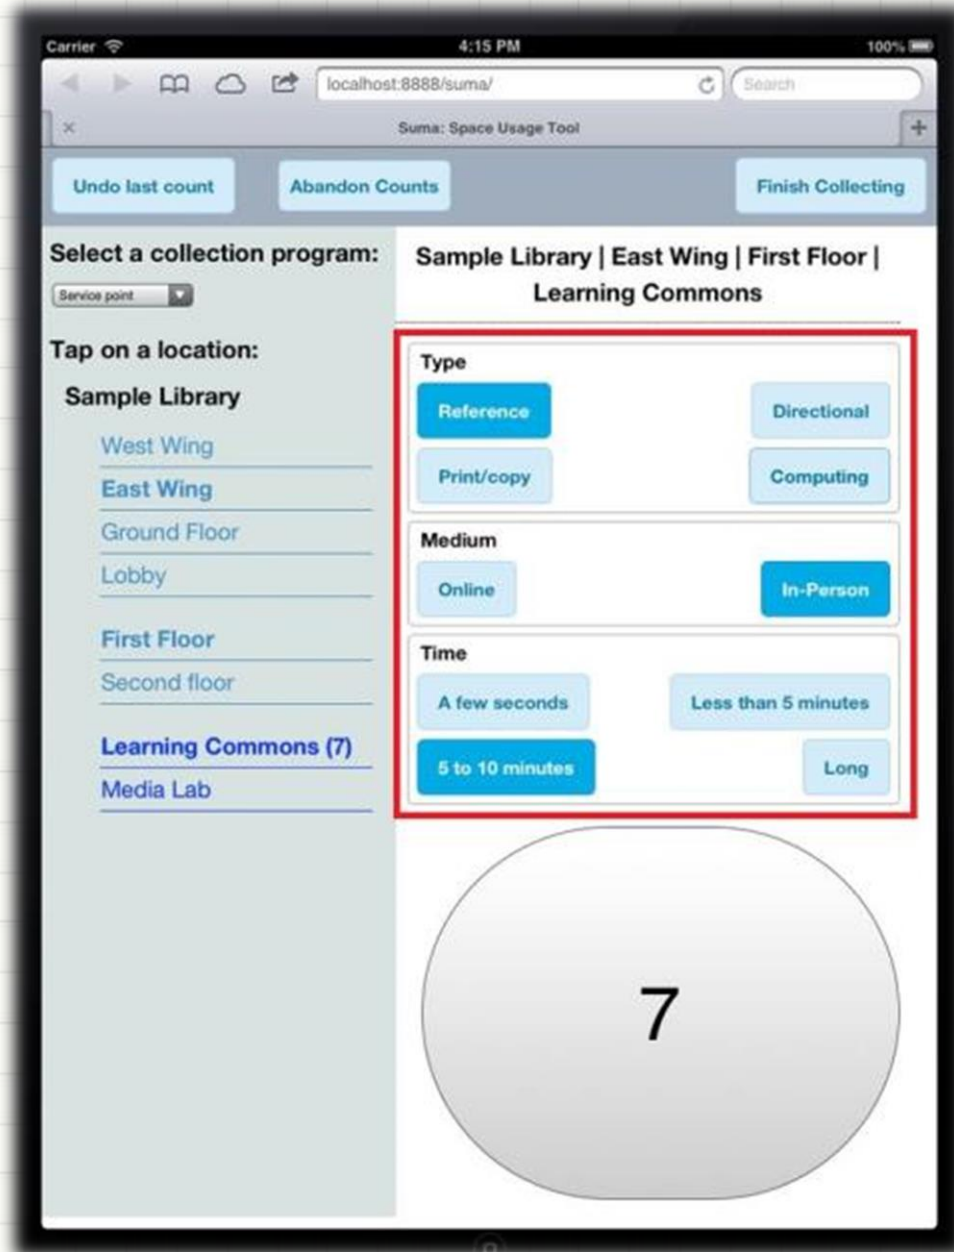 Carrier 4:15 PM 100%
localhost:8888/suma/ Search
Suma: Space Usage Tool
Undo last count Abandon Counts Finish Collecting
Select a collection program:
Service point
Tap on a location:
Sample Library
West Wing
East Wing
Ground Floor
Lobby
First Floor
Second floor
Learning Commons (7)
Media Lab
Sample Library | East Wing | First Floor |
Learning Commons
Type
Reference Directional
Print/copy Computing
Medium
Online In-Person
Time
A few seconds Less than 5 minutes
5 to 10 minutes Long
7